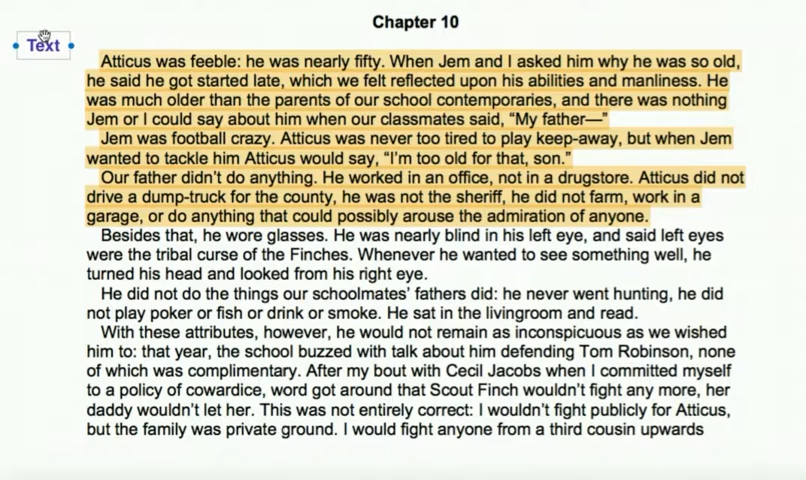 Chapter 10
Text
Atticus was feeble: he was nearly fifty. When Jem and I asked him why he was so old,
he said he got started late, which we felt reflected upon his abilities and manliness. He
was much older than the parents of our school contemporaries, and there was nothing
Jem or I could say about him when our classmates said, “My father—”
Jem was football crazy. Atticus was never too tired to play keep-away, but when Jem
wanted to tackle him Atticus would say, “I’m too old for that, son.”
Our father didn’t do anything. He worked in an office, not in a drugstore. Atticus did not
drive a dump-truck for the county, he was not the sheriff, he did not farm, work in a
garage, or do anything that could possibly arouse the admiration of anyone.
Besides that, he wore glasses. He was nearly blind in his left eye, and said left eyes
were the tribal curse of the Finches. Whenever he wanted to see something well, he
turned his head and looked from his right eye.
He did not do the things our schoolmates’ fathers did: he never went hunting, he did
not play poker or fish or drink or smoke. He sat in the livingroom and read.
With these attributes, however, he would not remain as inconspicuous as we wished
him to: that year, the school buzzed with talk about him defending Tom Robinson, none
of which was complimentary. After my bout with Cecil Jacobs when I committed myself
to a policy of cowardice, word got around that Scout Finch wouldn’t fight any more, her
daddy wouldn’t let her. This was not entirely correct: I wouldn’t fight publicly for Atticus,
but the family was private ground. I would fight anyone from a third cousin upwards